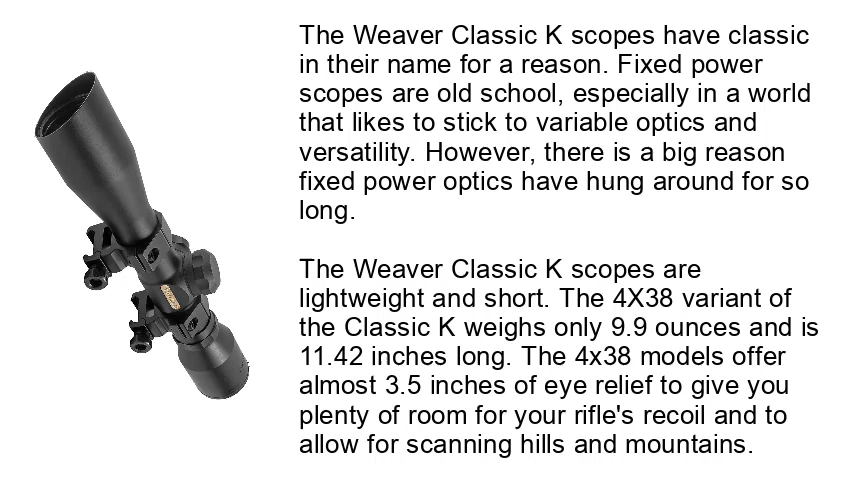 The Weaver Classic K scopes have classic
in their name for a reason. Fixed power
scopes are old school, especially in a world
that likes to stick to variable optics and
versatility. However, there is a big reason
fixed power optics have hung around for so
long.
The Weaver Classic K scopes are
lightweight and short. The 4X38 variant of
the Classic K weighs only 9.9 ounces and is
11.42 inches long. The 4x38 models offer
almost 3.5 inches of eye relief to give you
plenty of room for your rifle's recoil and to
allow for scanning hills and mountains.